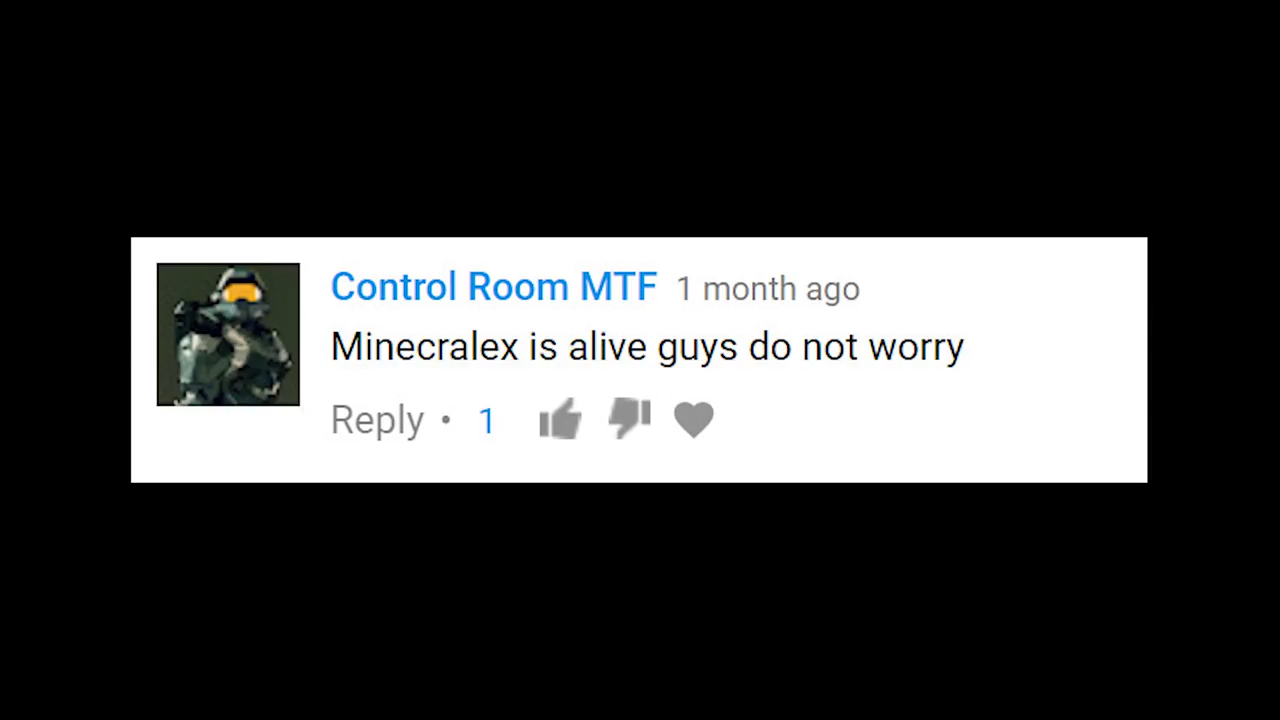 Control Room MTF 1 month ago
Minecralex is alive guys do not worry
Reply • 1